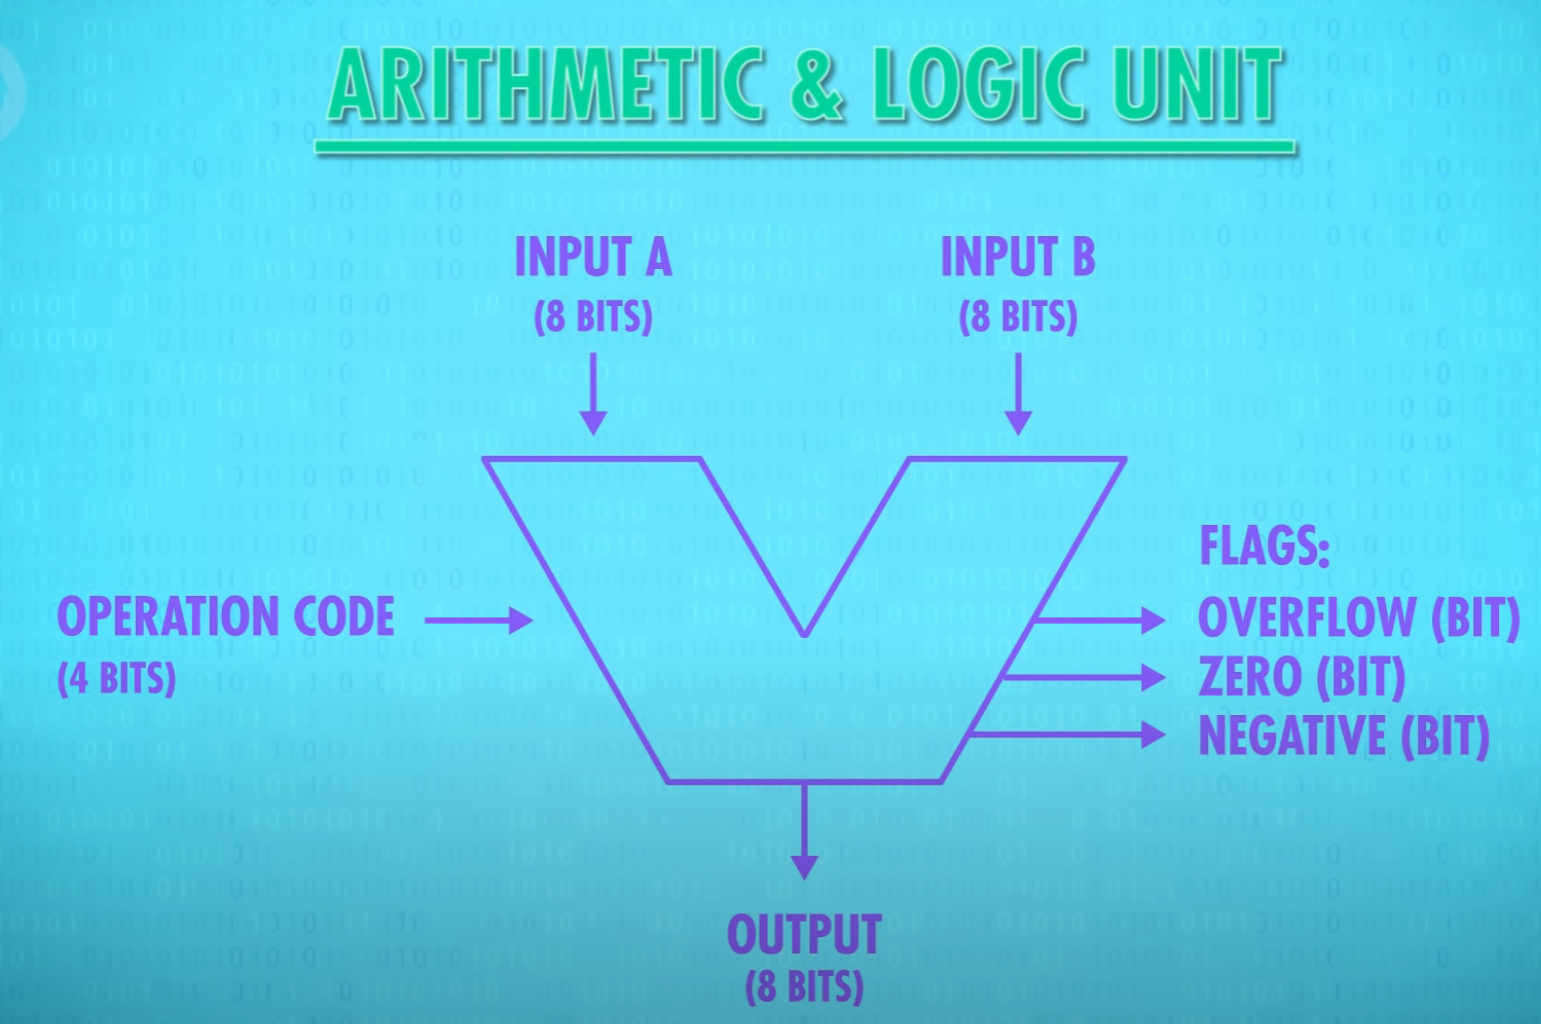 ARITHMETIC & LOGIC UNIT
INPUT A
(8 BITS)
INPUT B
(8 BITS)
OPERATION CODE
(4 BITS)
FLAGS:
OVERFLOW (BIT)
ZERO (BIT)
NEGATIVE (BIT)
OUTPUT
(8 BITS)